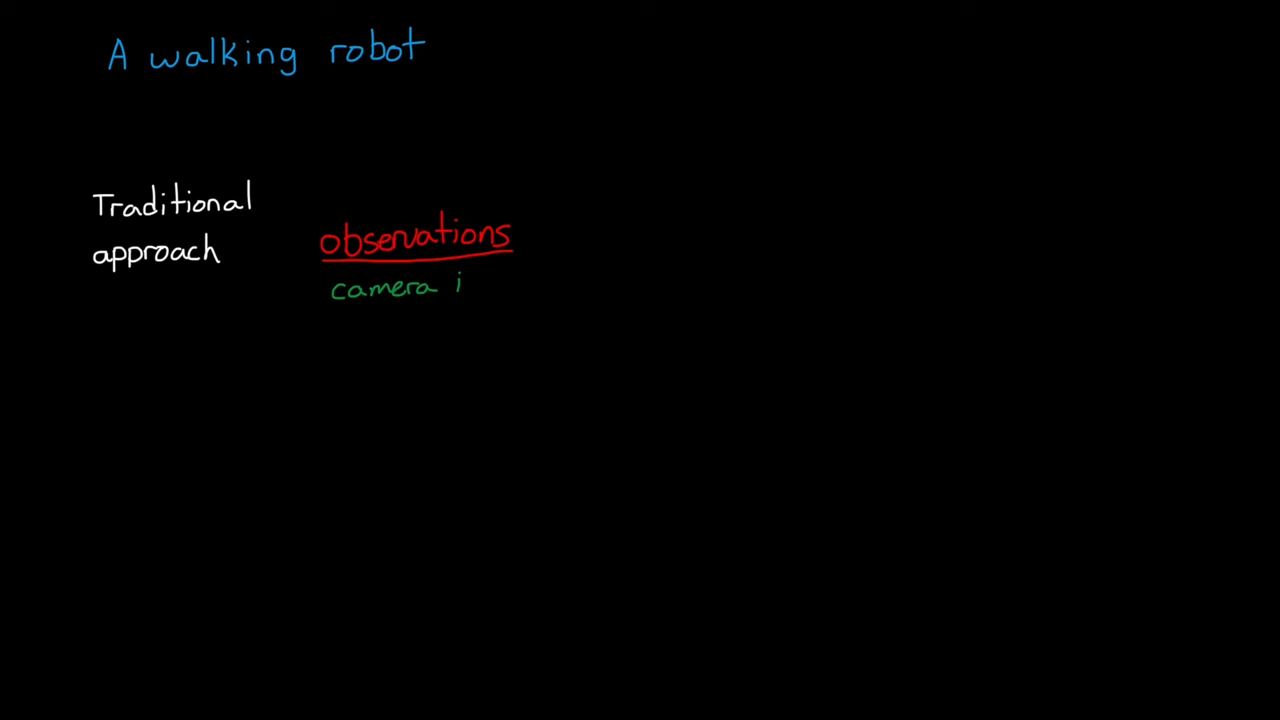 A walking robot
Traditional
approach
observations
camera i